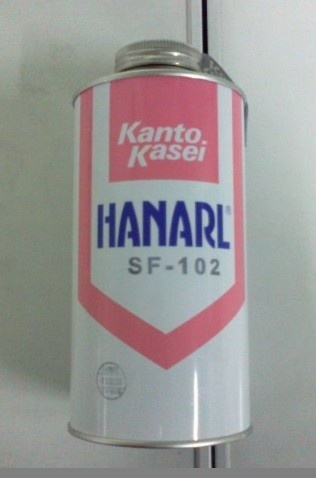 Kanto
Kasei
HANARL®
SF-102